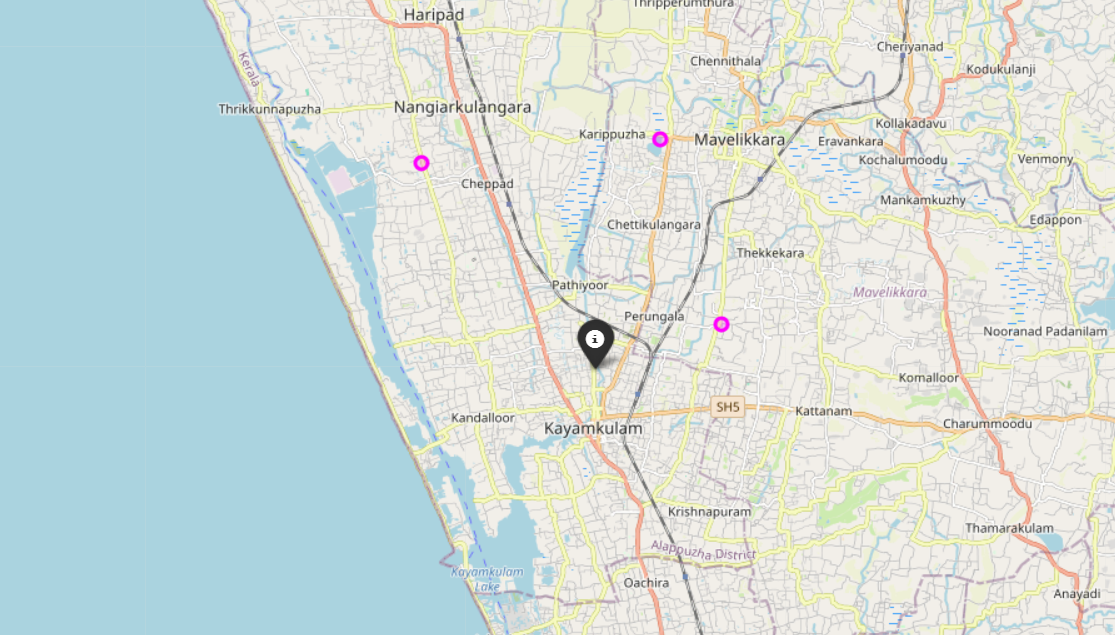 Thripperumthura
Haripad
Cheriyanad
Chennithala
Kerala
Kodukulanji
Thrikkunnapuzha
Nangiarkulangara
Kollakadavu
Karippuzha
Mavelikkara
Eravankara
Kochalumoodu
Venmony
Cheppad
Mankamkuzhy
Chettikulangara
Edappon
Thekkekara
Pathiyoor
Mavelikkara
Perungala
Nooranad Padanilam
i
Komalloor
SH5
Kandalloor
Kattanam
Charummoodu
Kayamkulam
Krishnapuram
Thamarakulam
Alappuzha District
Kayamkulam
Lake
Oachira
Anayadi